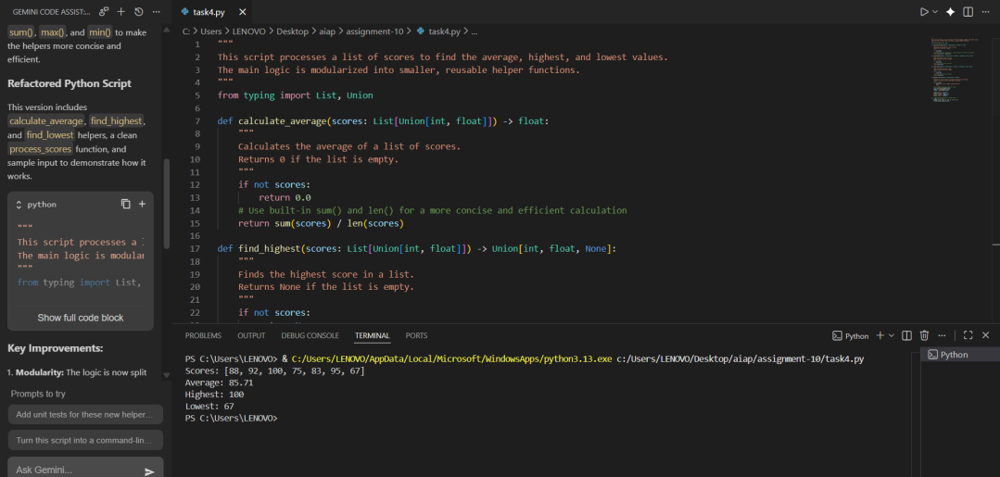 GEMINI CODE ASSIST:...
sum(), max(), and min() to make
the helpers more concise and
efficient.
Refactored Python Script
This version includes
calculate_average, find_highest,
and find_lowest helpers, a clean
process_scores function, and
sample input to demonstrate how it
works.
python
"""
This script processes a l
The main logic is modular
"""
from typing import List,
Show full code block
Key Improvements:
1. Modularity: The logic is now split
Prompts to try
Add unit tests for these new helper...
Turn this script into a command-lin...
Ask Gemini...
task4.py
C: > Users > LENOVO > Desktop > aiap > assignment-10 > task4.py > ...
1 """
2 This script processes a list of scores to find the average, highest, and lowest values.
3 The main logic is modularized into smaller, reusable helper functions.
4 """
5 from typing import List, Union
6
7 def calculate_average(scores: List[Union[int, float]]) -> float:
8 """
9 Calculates the average of a list of scores.
10 Returns 0 if the list is empty.
11 """
12 if not scores:
13 return 0.0
14 # Use built-in sum() and len() for a more concise and efficient calculation
15 return sum(scores) / len(scores)
16
17 def find_highest(scores: List[Union[int, float]]) -> Union[int, float, None]:
18 """
19 Finds the highest score in a list.
20 Returns None if the list is empty.
21 """
22 if not scores:
PROBLEMS OUTPUT DEBUG CONSOLE TERMINAL PORTS
Python
PS C:\Users\LENOVO> & C:/Users/LENOVO/AppData/Local/Microsoft/WindowsApps/python3.13.exe c:/Users/LENOVO/Desktop/aiap/assignment-10/task4.py
Scores: [88, 92, 100, 75, 83, 95, 67]
Average: 85.71
Highest: 100
Lowest: 67
PS C:\Users\LENOVO>
Python